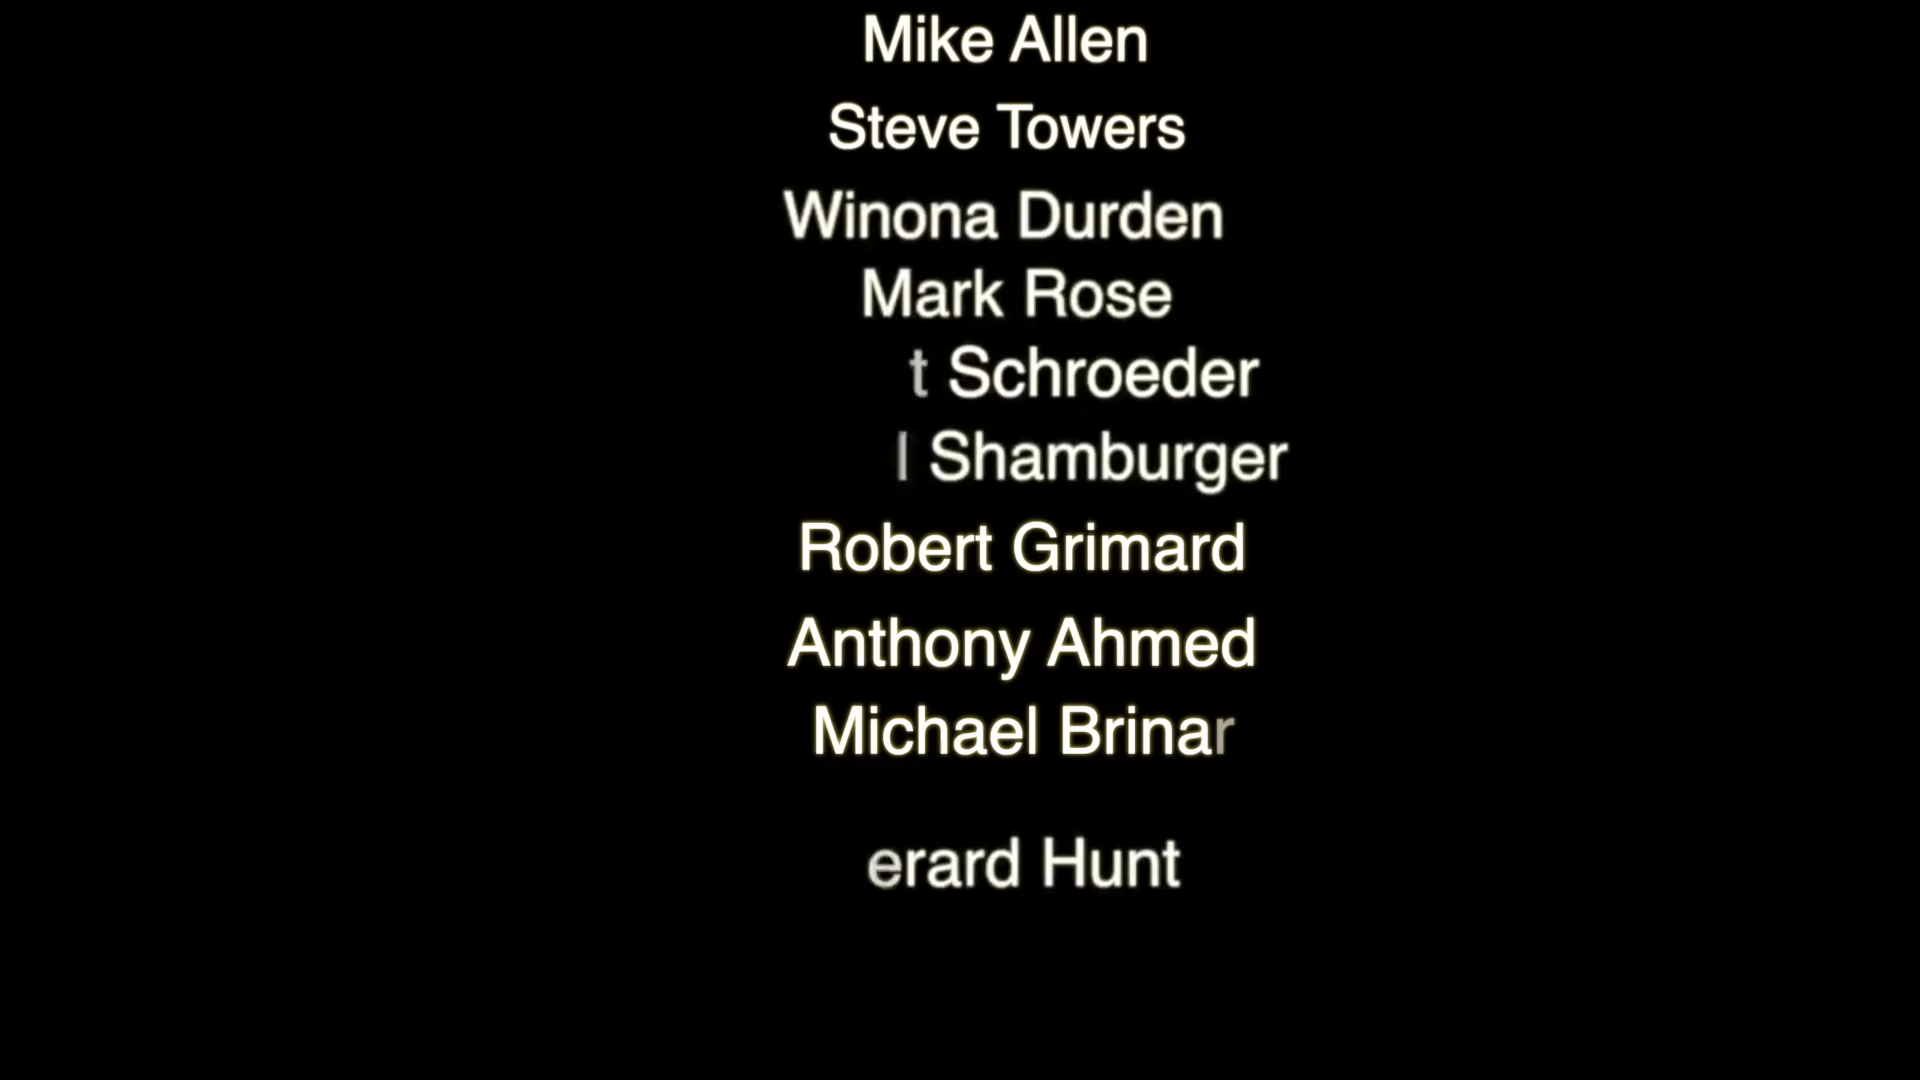 Mike Allen
Steve Towers
Winona Durden
Mark Rose
t Schroeder
l Shamburger
Robert Grimard
Anthony Ahmed
Michael Brinar
erard Hunt